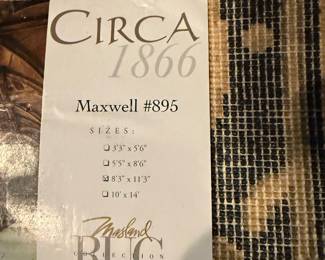 CIRCA
1866
Maxwell #895
SIZES:
3'3" x 5'6"
5'5" x 8'6"
8'3" x 11'3"
10' x 14'
Masland
RUG
COLLECTION